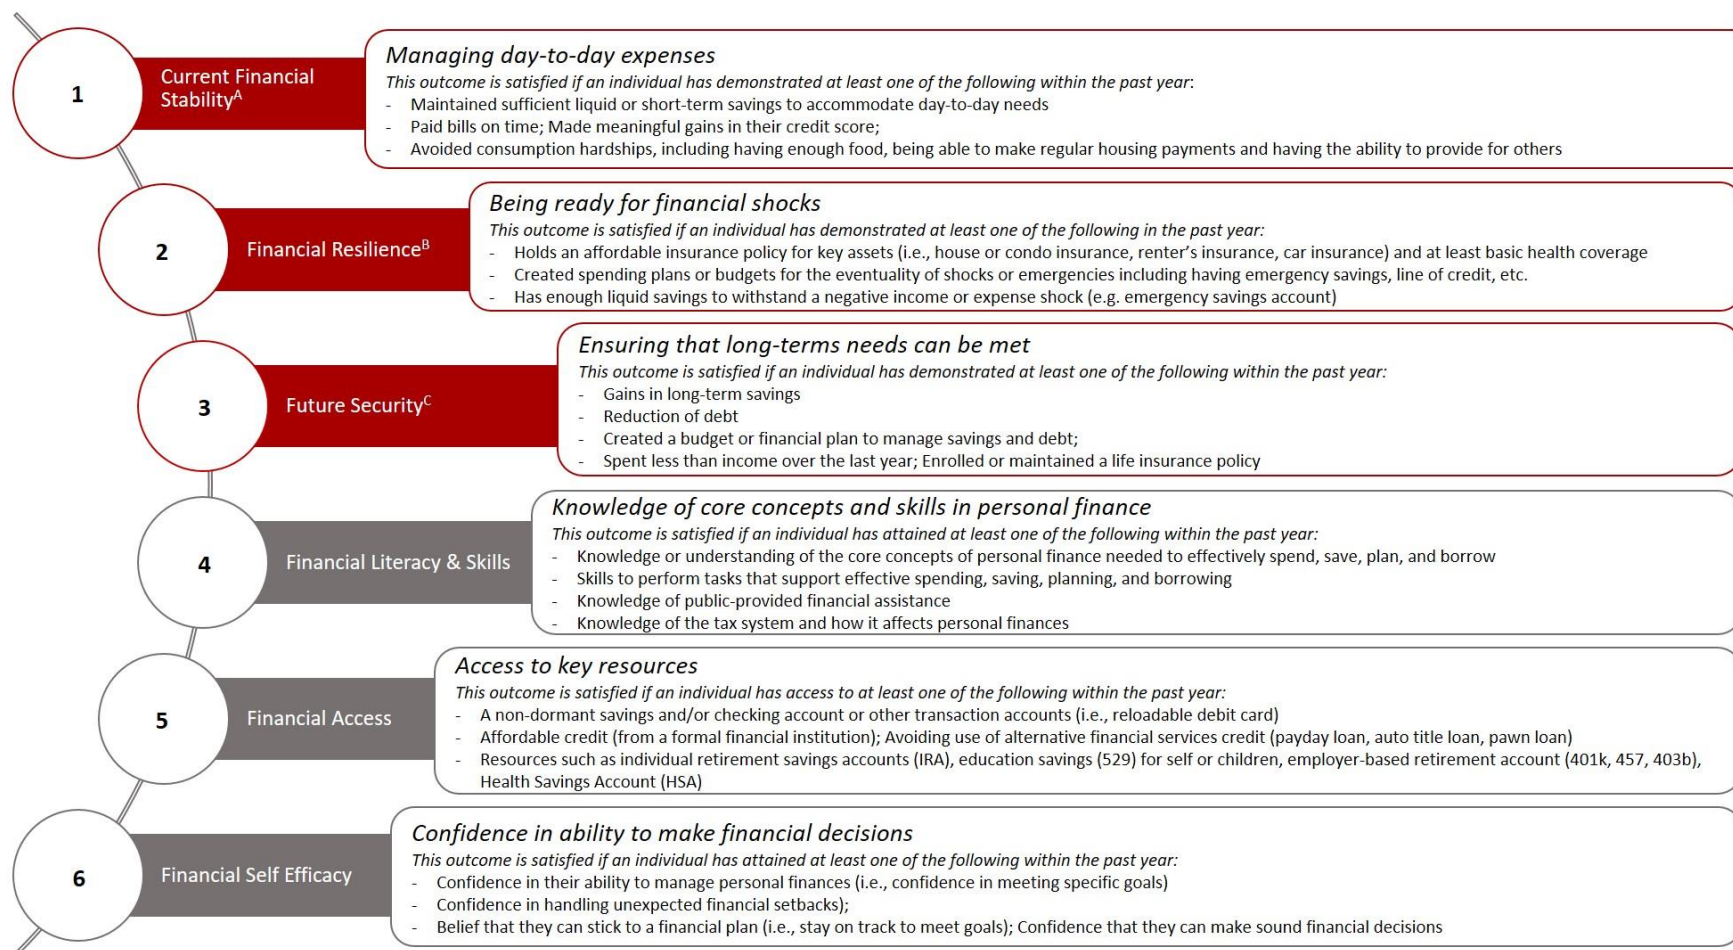 1
Current Financial
Stability^A
Managing day-to-day expenses
This outcome is satisfied if an individual has demonstrated at least one of the following within the past year:
- Maintained sufficient liquid or short-term savings to accommodate day-to-day needs
- Paid bills on time; Made meaningful gains in their credit score;
- Avoided consumption hardships, including having enough food, being able to make regular housing payments and having the ability to provide for others
2
Financial Resilience^B
Being ready for financial shocks
This outcome is satisfied if an individual has demonstrated at least one of the following in the past year:
- Holds an affordable insurance policy for key assets (i.e., house or condo insurance, renter's insurance, car insurance) and at least basic health coverage
- Created spending plans or budgets for the eventuality of shocks or emergencies including having emergency savings, line of credit, etc.
- Has enough liquid savings to withstand a negative income or expense shock (e.g. emergency savings account)
3
Future Security^C
Ensuring that long-terms needs can be met
This outcome is satisfied if an individual has demonstrated at least one of the following within the past year:
- Gains in long-term savings
- Reduction of debt
- Created a budget or financial plan to manage savings and debt;
- Spent less than income over the last year; Enrolled or maintained a life insurance policy
4
Financial Literacy & Skills
Knowledge of core concepts and skills in personal finance
This outcome is satisfied if an individual has attained at least one of the following within the past year:
- Knowledge or understanding of the core concepts of personal finance needed to effectively spend, save, plan, and borrow
- Skills to perform tasks that support effective spending, saving, planning, and borrowing
- Knowledge of public-provided financial assistance
- Knowledge of the tax system and how it affects personal finances
5
Financial Access
Access to key resources
This outcome is satisfied if an individual has access to at least one of the following within the past year:
- A non-dormant savings and/or checking account or other transaction accounts (i.e., reloadable debit card)
- Affordable credit (from a formal financial institution); Avoiding use of alternative financial services credit (payday loan, auto title loan, pawn loan)
- Resources such as individual retirement savings accounts (IRA), education savings (529) for self or children, employer-based retirement account (401k, 457, 403b),
Health Savings Account (HSA)
6
Financial Self Efficacy
Confidence in ability to make financial decisions
This outcome is satisfied if an individual has attained at least one of the following within the past year:
- Confidence in their ability to manage personal finances (i.e., confidence in meeting specific goals)
- Confidence in handling unexpected financial setbacks);
- Belief that they can stick to a financial plan (i.e., stay on track to meet goals); Confidence that they can make sound financial decisions